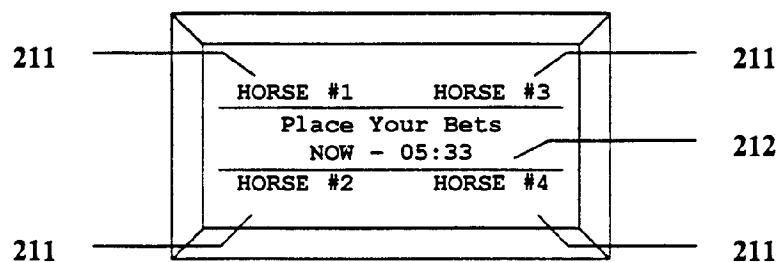 211 211
HORSE #1 HORSE #3
Place Your Bets
NOW - 05:33 212
HORSE #2 HORSE #4
211 211